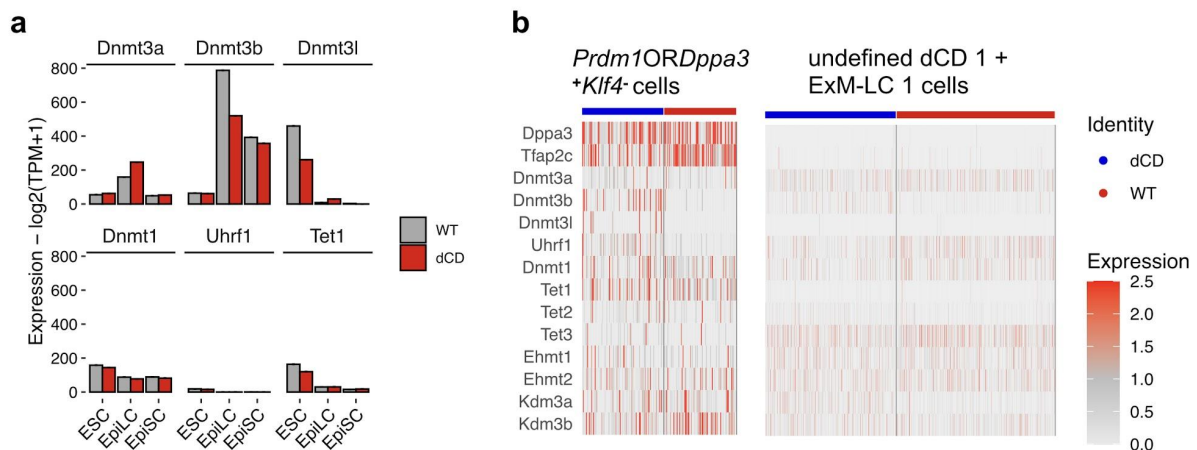 a
Dnmt3a Dnmt3b Dnmt3l
800
600
400
200
0
Dnmt1 Uhrf1 Tet1
800
600
400
200
0
Expression – log2(TPM+1)
ESC EpiLC EpiSC ESC EpiLC EpiSC ESC EpiLC EpiSC
WT
dCD
b
Prdm1ORDppa3
+Klf4- cells
undefined dCD 1 +
ExM-LC 1 cells
Dppa3
Tfap2c
Dnmt3a
Dnmt3b
Dnmt3l
Uhrf1
Dnmt1
Tet1
Tet2
Tet3
Ehmt1
Ehmt2
Kdm3a
Kdm3b
Identity
dCD
WT
Expression
2.5
2.0
1.5
1.0
0.5
0.0